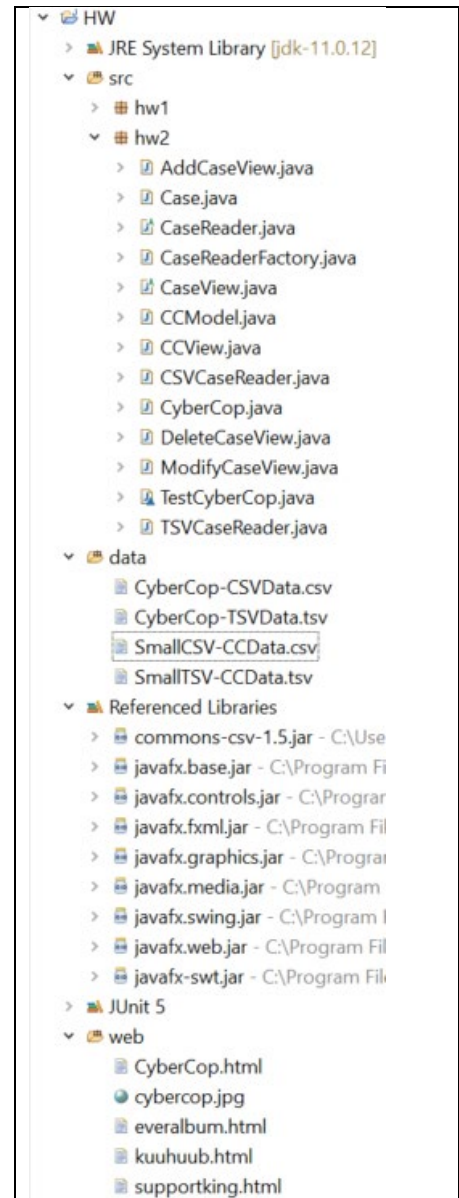 HW
JRE System Library [jdk-11.0.12]
src
hw1
hw2
AddCaseView.java
Case.java
CaseReader.java
CaseReaderFactory.java
CaseView.java
CCModel.java
CCView.java
CSVCaseReader.java
CyberCop.java
DeleteCaseView.java
ModifyCaseView.java
TestCyberCop.java
TSVCaseReader.java
data
CyberCop-CSVData.csv
CyberCop-TSVData.tsv
SmallCSV-CCData.csv
SmallTSV-CCData.tsv
Referenced Libraries
commons-csv-1.5.jar - C:\Use
javafx.base.jar - C:\Program Fi
javafx.controls.jar - C:\Prograr
javafx.fxml.jar - C:\Program Fil
javafx.graphics.jar - C:\Prograr
javafx.media.jar - C:\Program
javafx.swing.jar - C:\Program
javafx.web.jar - C:\Program Fil
javafx-swt.jar - C:\Program File
JUnit 5
web
CyberCop.html
cybercop.jpg
everalbum.html
kuuhuub.html
supportking.html